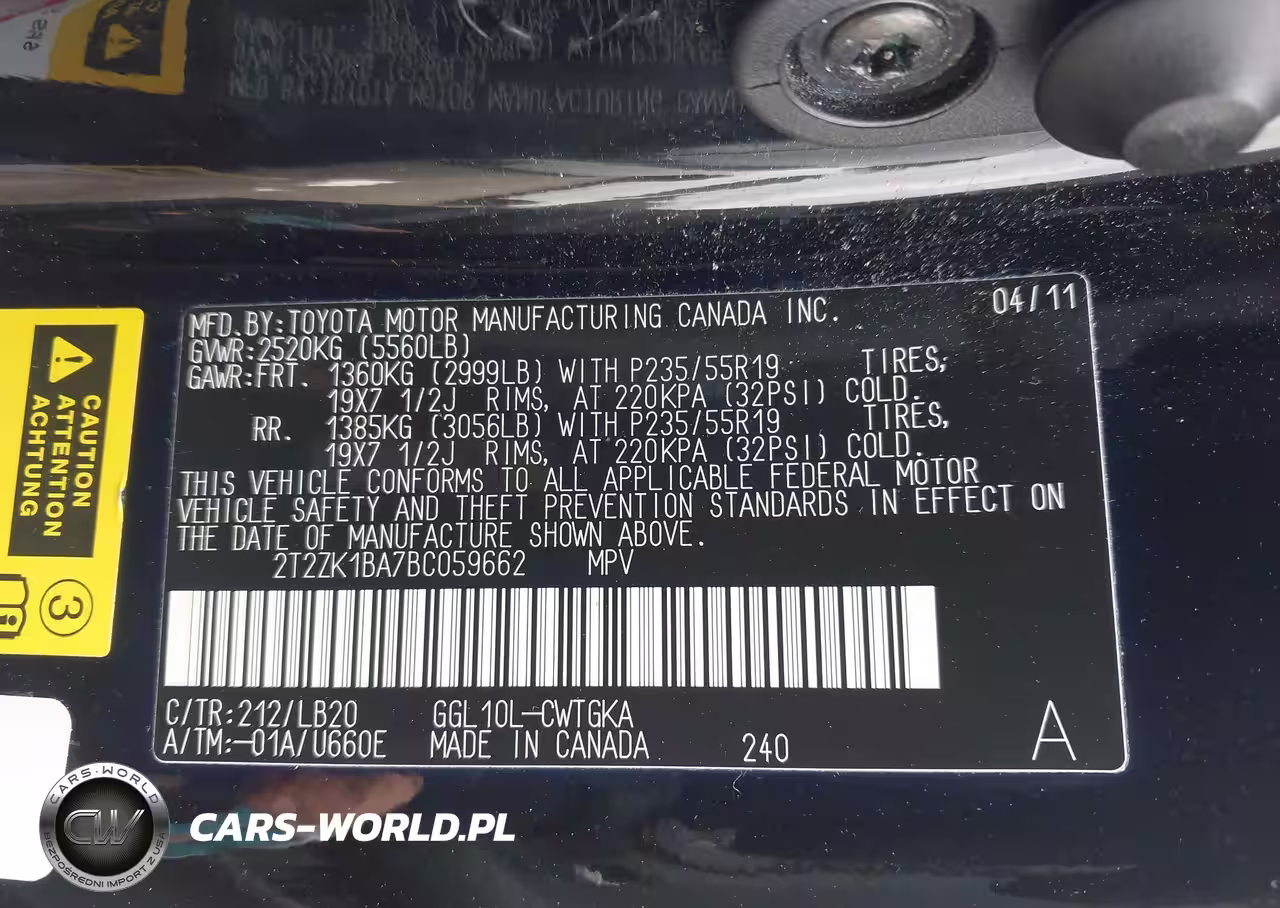 MFD.BY:TOYOTA MOTOR MANUFACTURING CANADA INC. 04/11
GVWR:2520KG (5560LB)
GAWR:FRT. 1360KG (2999LB) WITH P235/55R19 TIRES,
19X7 1/2J RIMS, AT 220KPA (32PSI) COLD.
RR. 1385KG (3056LB) WITH P235/55R19 TIRES,
19X7 1/2J RIMS, AT 220KPA (32PSI) COLD.
THIS VEHICLE CONFORMS TO ALL APPLICABLE FEDERAL MOTOR
VEHICLE SAFETY AND THEFT PREVENTION STANDARDS IN EFFECT ON
THE DATE OF MANUFACTURE SHOWN ABOVE.
2T2ZK1BA7BC059662 MPV
C/TR:212/LB20 GGL10L-CWTGKA
A/TM:-01A/U660E MADE IN CANADA 240 A
CAUTION
ATTENTION
ACHTUNG
3
i
CARS-WORLD
CW
BEZPOŚREDNI IMPORT Z USA
CARS-WORLD.PL